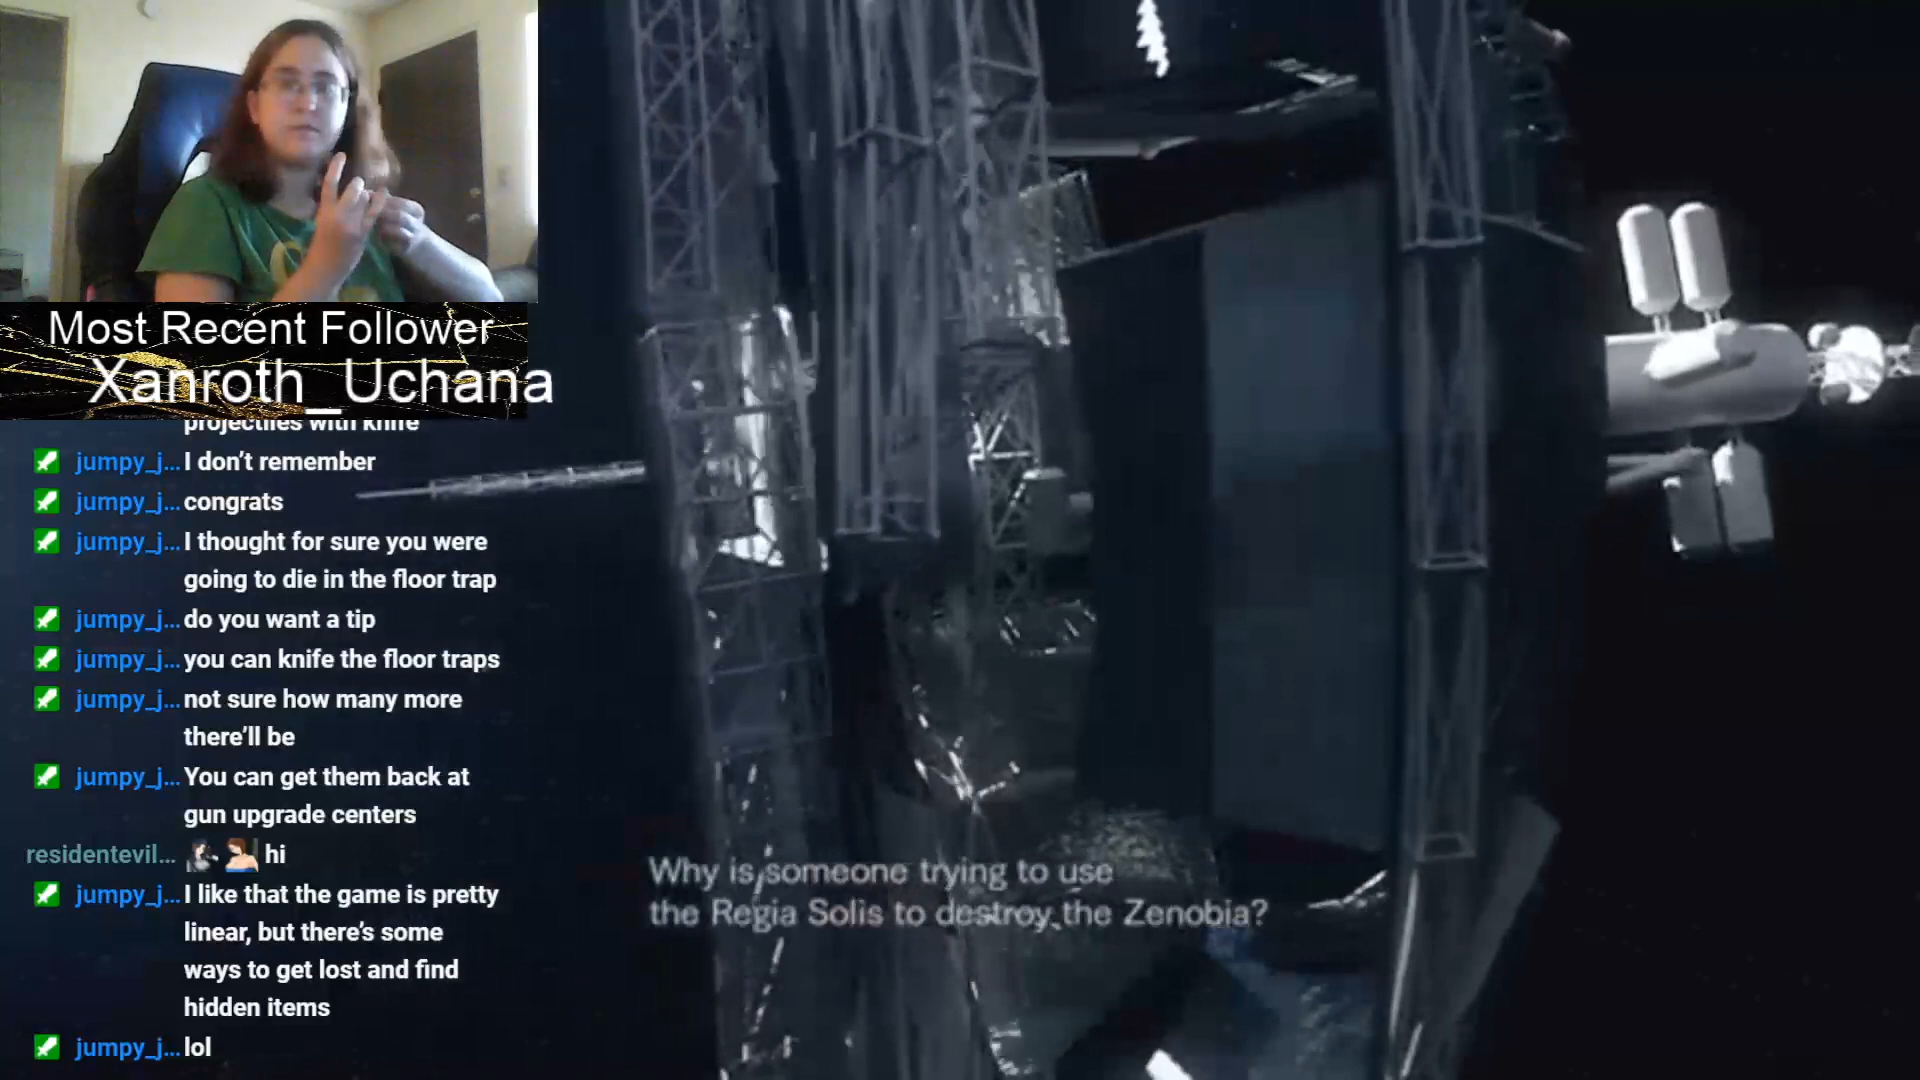 Most Recent Follower
Xanroth_Uchana
projectiles with knife
jumpy_j... I don't remember
jumpy_j... congrats
jumpy_j... I thought for sure you were
going to die in the floor trap
jumpy_j... do you want a tip
jumpy_j... you can knife the floor traps
jumpy_j... not sure how many more
there'll be
jumpy_j... You can get them back at
gun upgrade centers
residentevil... hi
jumpy_j... I like that the game is pretty
linear, but there's some
ways to get lost and find
hidden items
jumpy_j... lol
Why is someone trying to use
the Regia Solis to destroy the Zenobia?